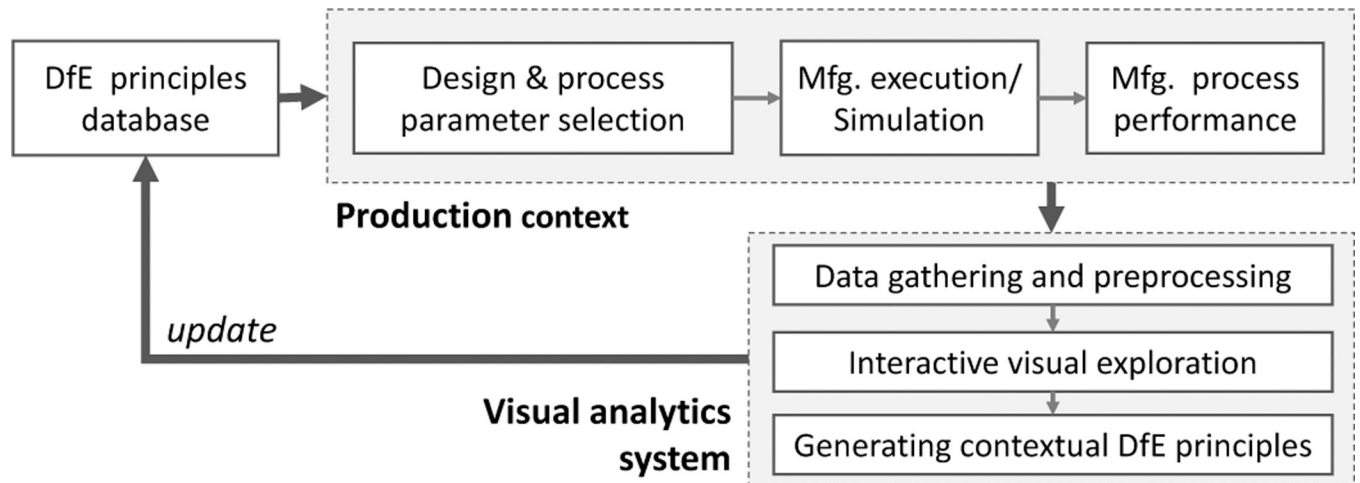 DfE principles
database
Design & process
parameter selection
Mfg. execution/
Simulation
Mfg. process
performance
Production context
Data gathering and preprocessing
Interactive visual exploration
Generating contextual DfE principles
update
Visual analytics
system